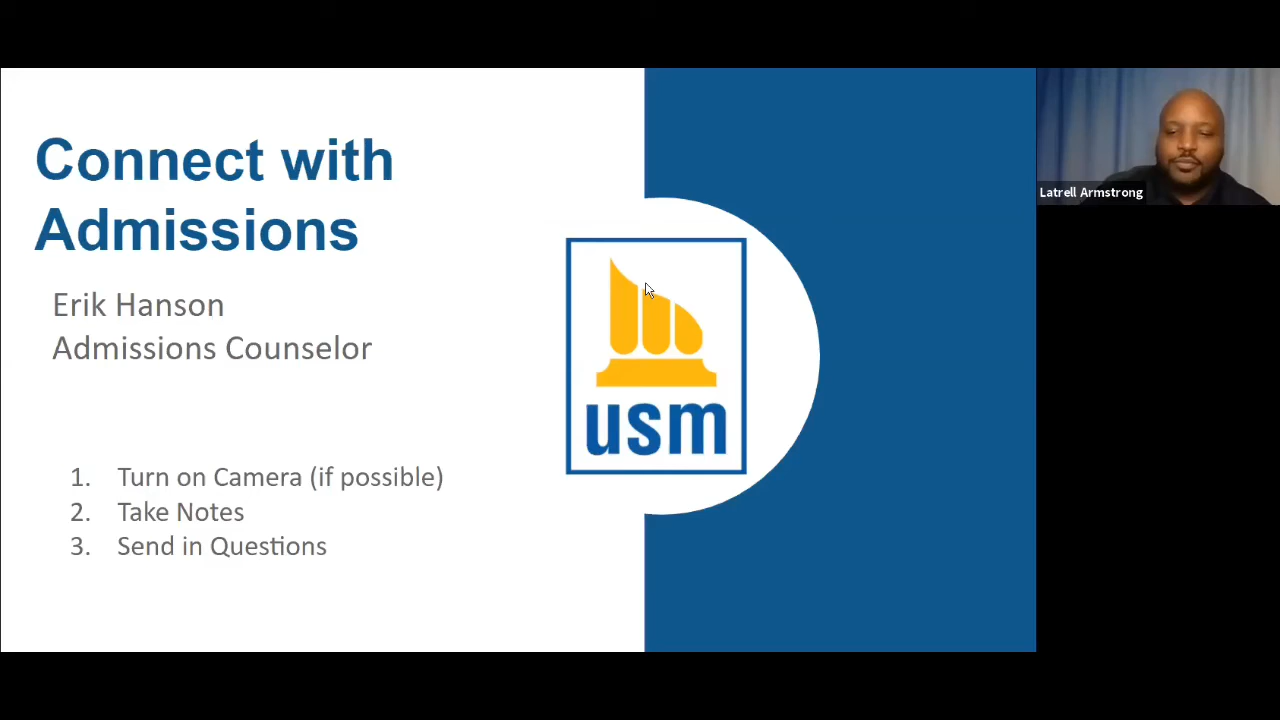 Connect with
Admissions
Erik Hanson
Admissions Counselor
1. Turn on Camera (if possible)
2. Take Notes
3. Send in Questions
usm
Latrell Armstrong